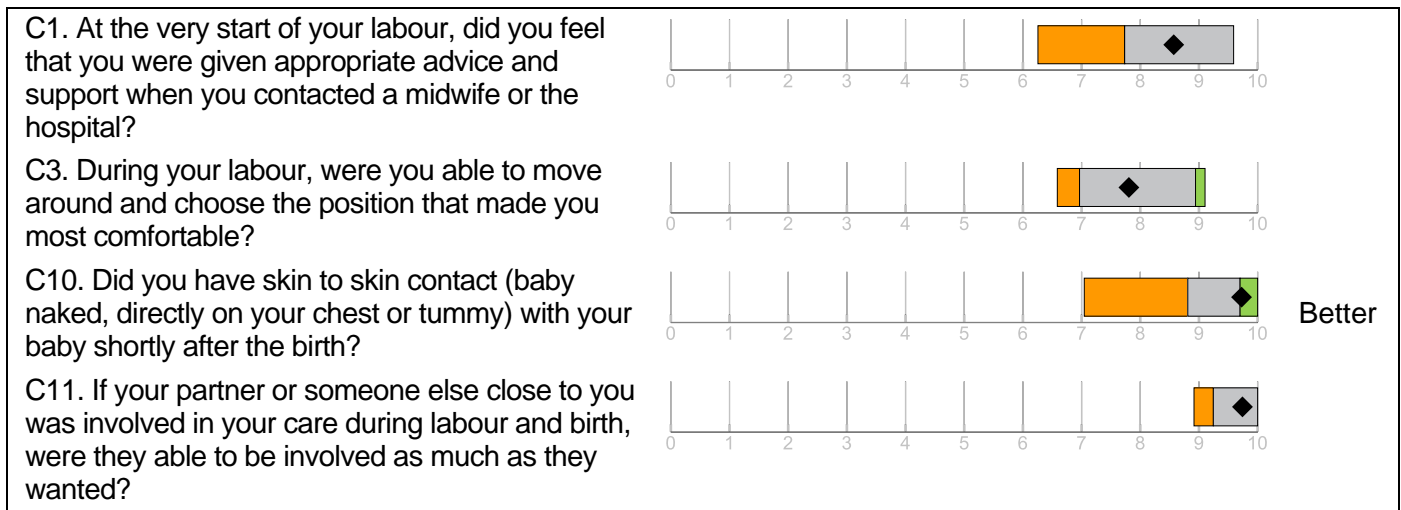 C1. At the very start of your labour, did you feel
that you were given appropriate advice and
support when you contacted a midwife or the
hospital?
0 1 2 3 4 5 6 7 8 9 10
C3. During your labour, were you able to move
around and choose the position that made you
most comfortable?
0 1 2 3 4 5 6 7 8 9 10
C10. Did you have skin to skin contact (baby
naked, directly on your chest or tummy) with your
baby shortly after the birth?
0 1 2 3 4 5 6 7 8 9 10
Better
C11. If your partner or someone else close to you
was involved in your care during labour and birth,
were they able to be involved as much as they
wanted?
0 1 2 3 4 5 6 7 8 9 10